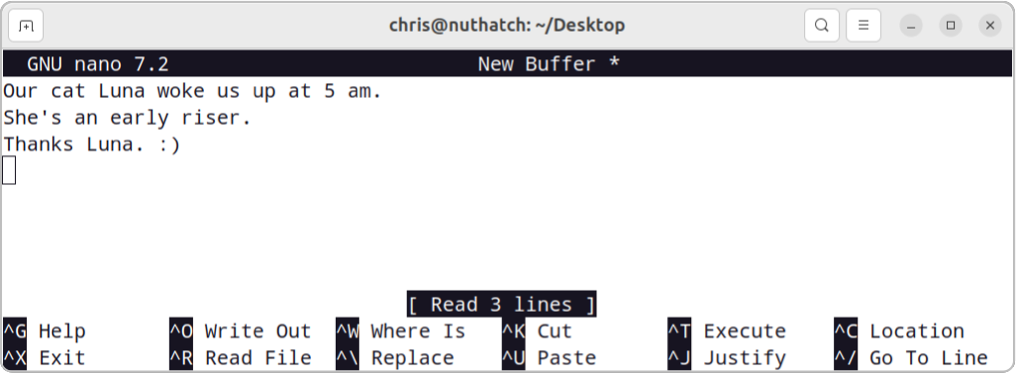 chris@nuthatch: ~/Desktop
GNU nano 7.2 New Buffer *
Our cat Luna woke us up at 5 am.
She's an early riser.
Thanks Luna. :)
[ Read 3 lines ]
^G Help ^O Write Out ^W Where Is ^K Cut ^T Execute ^C Location
^X Exit ^R Read File ^\ Replace ^U Paste ^J Justify ^/ Go To Line